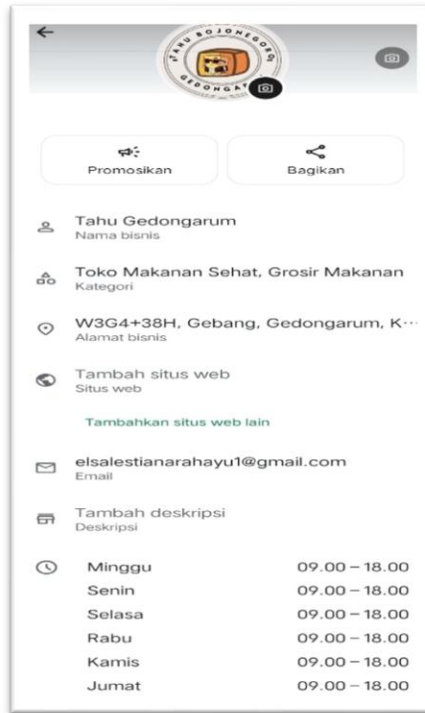 TAHU BOJONEGORO
Promosikan
Bagikan
Tahu Gedongarum
Nama bisnis
Toko Makanan Sehat, Grosir Makanan
Kategori
W3G4+38H, Gebang, Gedongarum, K...
Alamat bisnis
Tambah situs web
Situs web
Tambahkan situs web lain
elsalestianarahayu1@gmail.com
Email
Tambah deskripsi
Deskripsi
Minggu 09.00 – 18.00
Senin 09.00 – 18.00
Selasa 09.00 – 18.00
Rabu 09.00 – 18.00
Kamis 09.00 – 18.00
Jumat 09.00 – 18.00